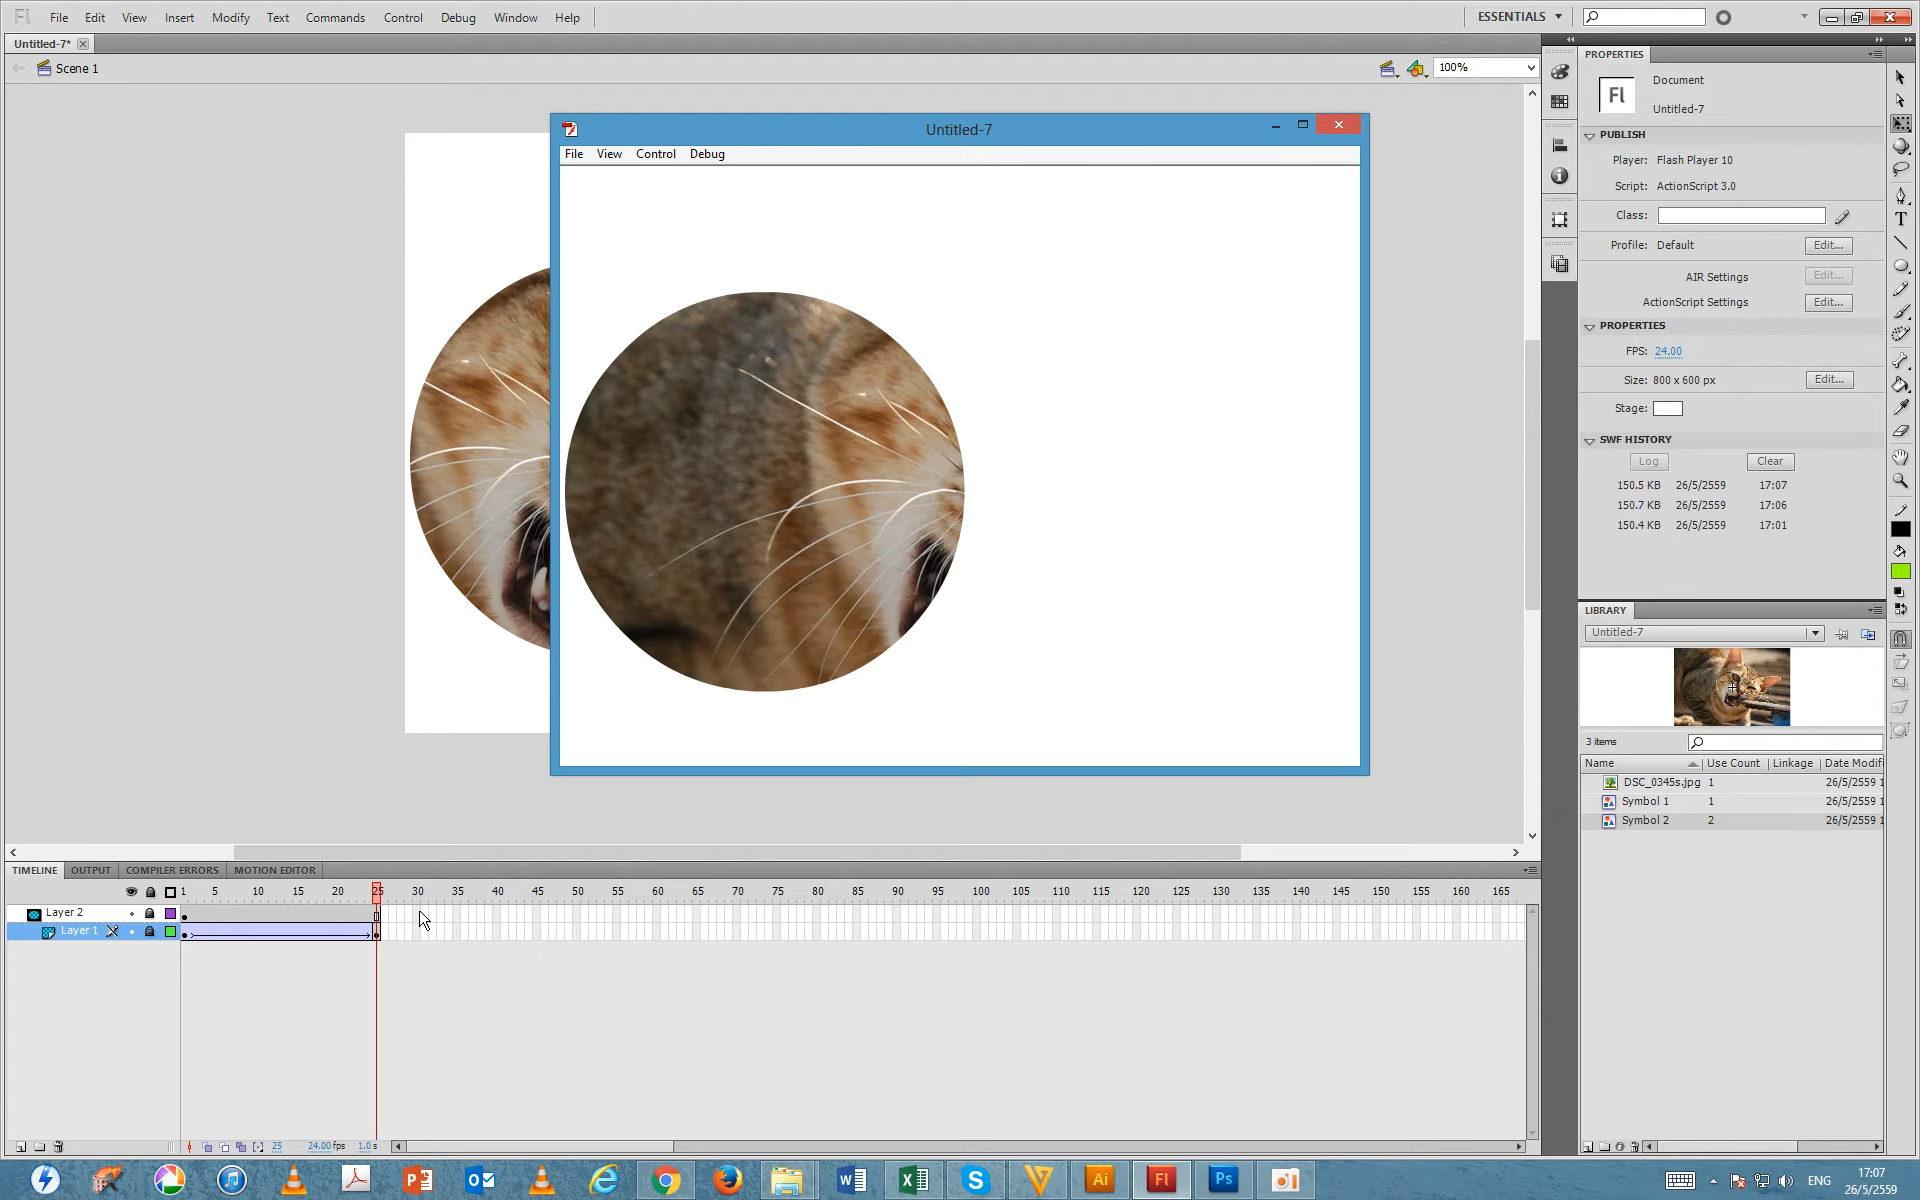 Fl File Edit View Insert Modify Text Commands Control Debug Window Help ESSENTIALS
Untitled-7*
Scene 1 100%
Untitled-7
File View Control Debug
PROPERTIES
Fl Document
Untitled-7
PUBLISH
Player: Flash Player 10
Script: ActionScript 3.0
Class:
Profile: Default Edit...
AIR Settings Edit...
ActionScript Settings Edit...
PROPERTIES
FPS: 24.00
Size: 800 x 600 px Edit...
Stage:
SWF HISTORY
Log Clear
150.5 KB 26/5/2559 17:07
150.7 KB 26/5/2559 17:06
150.4 KB 26/5/2559 17:01
LIBRARY
Untitled-7
3 items
Name Use Count Linkage Date Modifi
DSC_0345s.jpg 1 26/5/2559 1
Symbol 1 1 26/5/2559 1
Symbol 2 2 26/5/2559 1
TIMELINE OUTPUT COMPILER ERRORS MOTION EDITOR
1 5 10 15 20 25 30 35 40 45 50 55 60 65 70 75 80 85 90 95 100 105 110 115 120 125 130 135 140 145 150 155 160 165
Layer 2
Layer 1
25 24.00 fps 1.0 s
Ai Fl Ps
ENG
17:07
26/5/2559